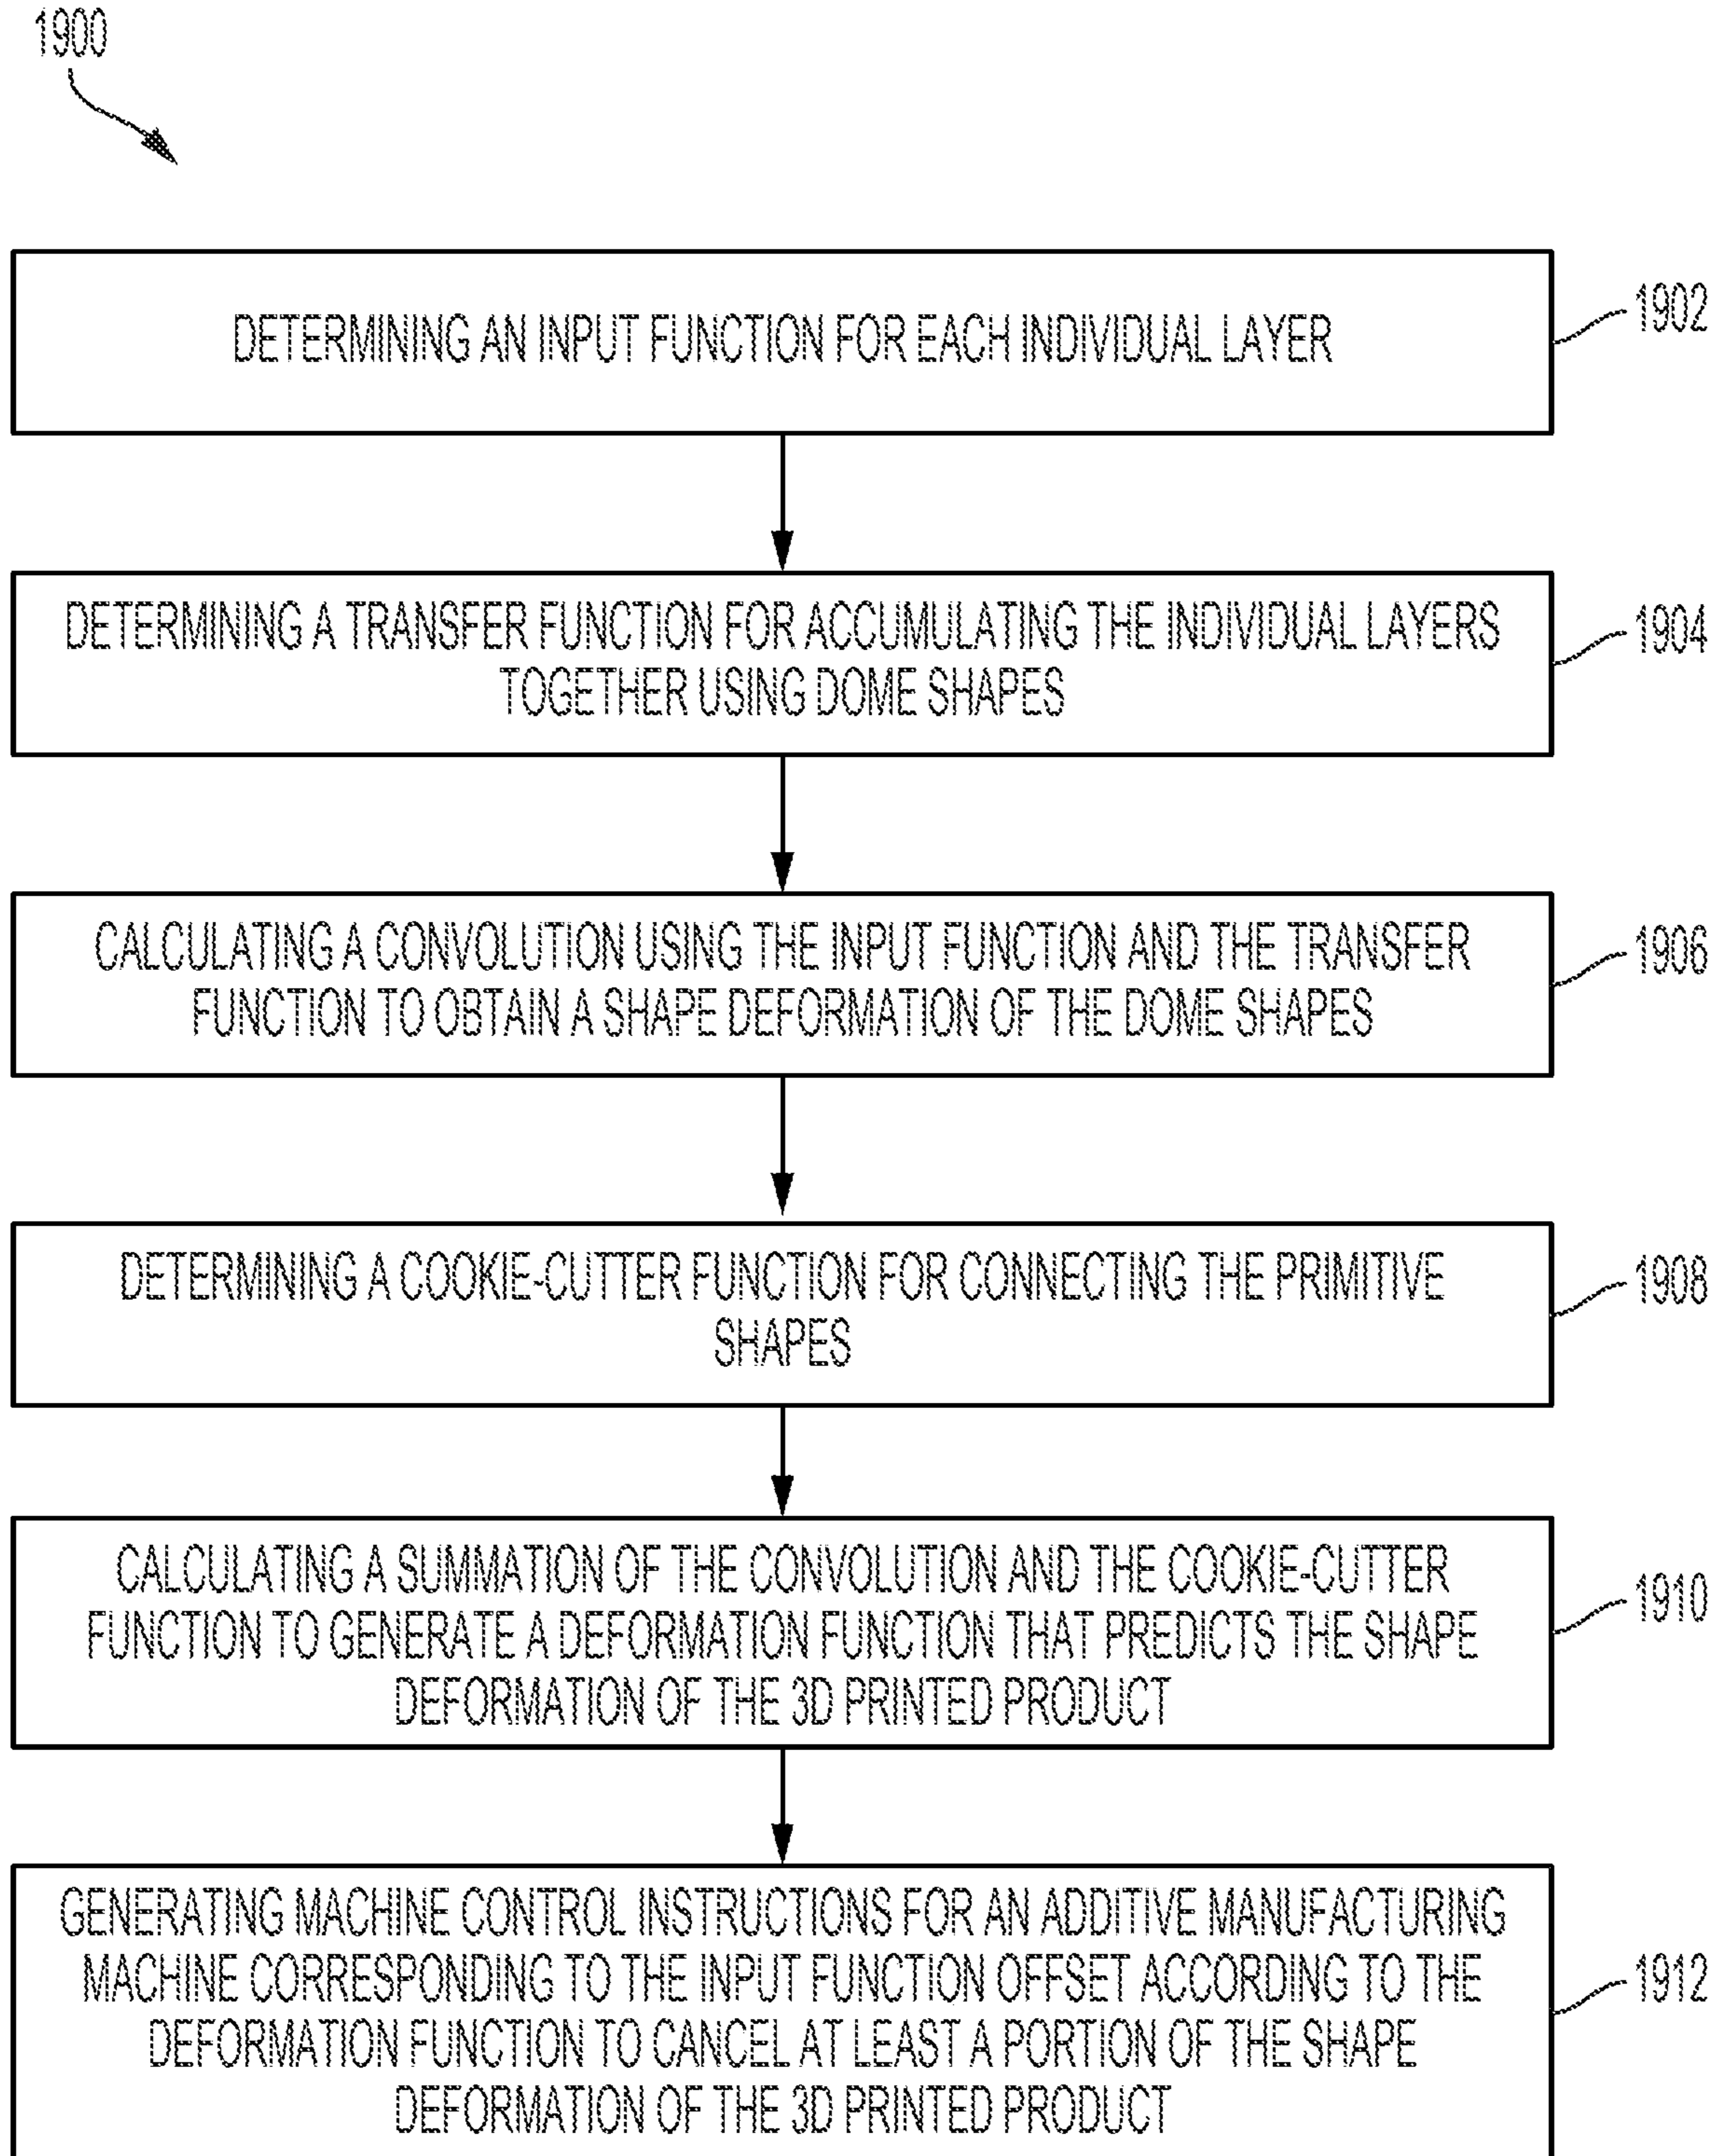 1900
DETERMINING AN INPUT FUNCTION FOR EACH INDIVIDUAL LAYER
1902
DETERMINING A TRANSFER FUNCTION FOR ACCUMULATING THE INDIVIDUAL LAYERS
TOGETHER USING DOME SHAPES
1904
CALCULATING A CONVOLUTION USING THE INPUT FUNCTION AND THE TRANSFER
FUNCTION TO OBTAIN A SHAPE DEFORMATION OF THE DOME SHAPES
1906
DETERMINING A COOKIE-CUTTER FUNCTION FOR CONNECTING THE PRIMITIVE
SHAPES
1908
CALCULATING A SUMMATION OF THE CONVOLUTION AND THE COOKIE-CUTTER
FUNCTION TO GENERATE A DEFORMATION FUNCTION THAT PREDICTS THE SHAPE
DEFORMATION OF THE 3D PRINTED PRODUCT
1910
GENERATING MACHINE CONTROL INSTRUCTIONS FOR AN ADDITIVE MANUFACTURING
MACHINE CORRESPONDING TO THE INPUT FUNCTION OFFSET ACCORDING TO THE
DEFORMATION FUNCTION TO CANCEL AT LEAST A PORTION OF THE SHAPE
DEFORMATION OF THE 3D PRINTED PRODUCT
1912